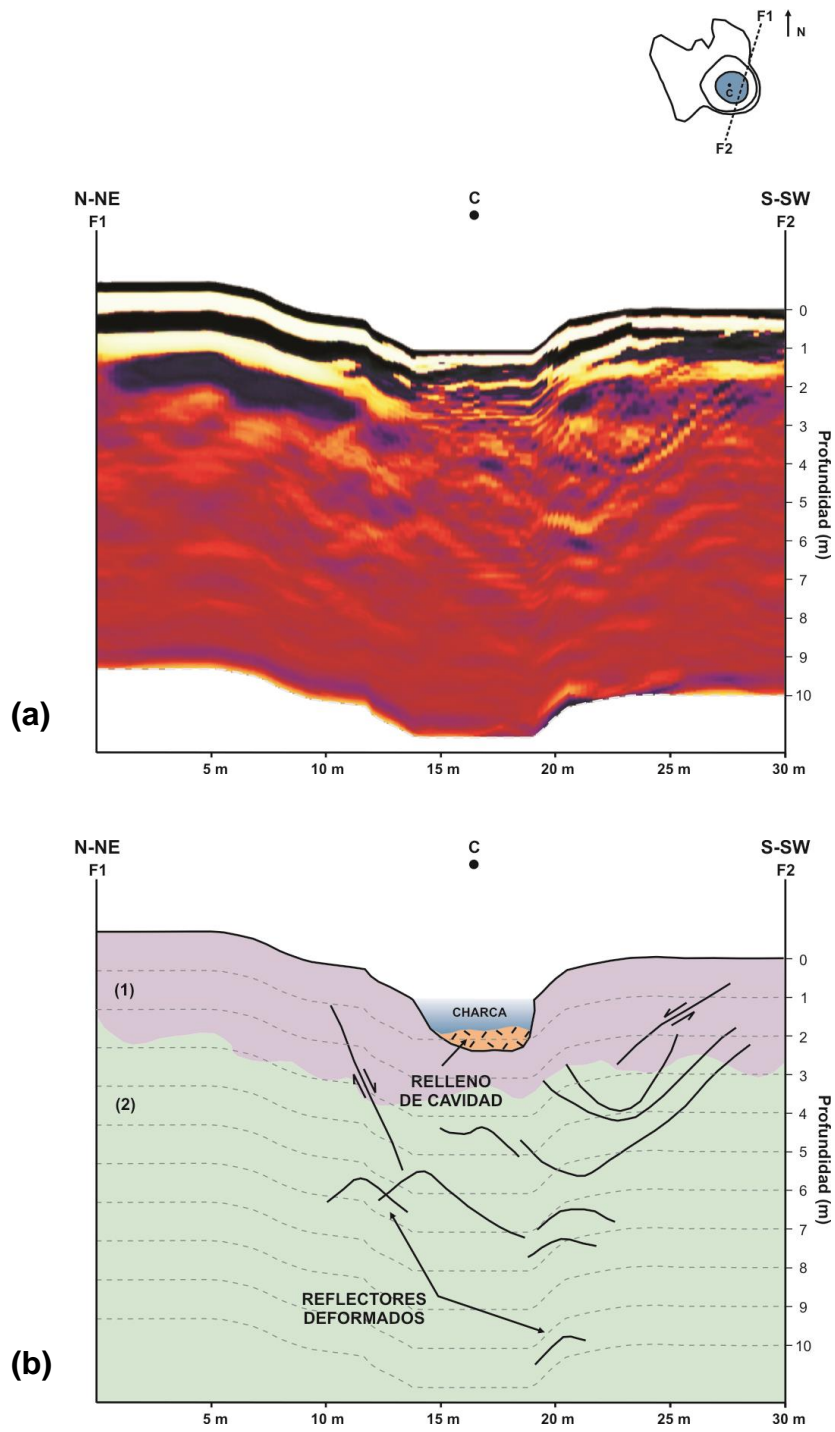 F1
N
C
F2
N-NE
F1
C
S-SW
F2
0
1
2
3
4
5
6
7
8
9
10
Profundidad (m)
(a)
5 m
10 m
15 m
20 m
25 m
30 m
N-NE
F1
C
S-SW
F2
(1)
(2)
CHARCA
RELLENO
DE CAVIDAD
REFLECTORES
DEFORMADOS
0
1
2
3
4
5
6
7
8
9
10
Profundidad (m)
(b)
5 m
10 m
15 m
20 m
25 m
30 m